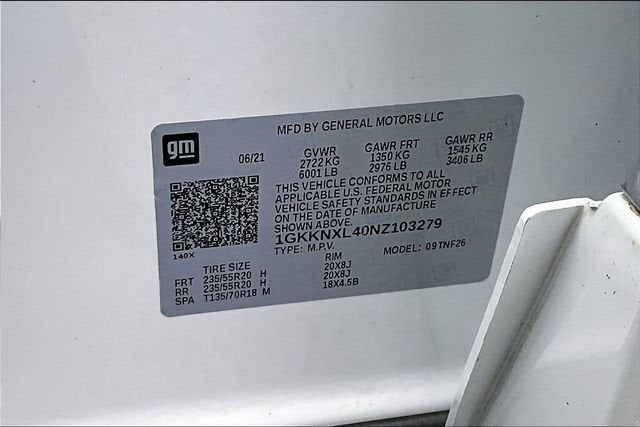 MFD BY GENERAL MOTORS LLC
gm
06/21 GVWR GAWR FRT GAWR RR
2722 KG 1350 KG 1545 KG
6001 LB 2976 LB 3406 LB
THIS VEHICLE CONFORMS TO ALL
APPLICABLE U.S. FEDERAL MOTOR
VEHICLE SAFETY STANDARDS IN EFFECT
ON THE DATE OF MANUFACTURE
SHOWN ABOVE.
1GKKNXL40NZ103279
140X TYPE: M.P.V. MODEL: 09TNF26
TIRE SIZE RIM
FRT 235/55R20 H 20X8J
RR 235/55R20 H 20X8J
SPA T135/70R18 M 18X4.5B